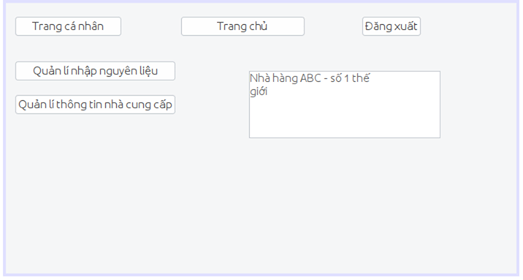 Trang cá nhân
Trang chủ
Đăng xuất
Quản lí nhập nguyên liệu
Quản lí thông tin nhà cung cấp
Nhà hàng ABC - số 1 thế
giới